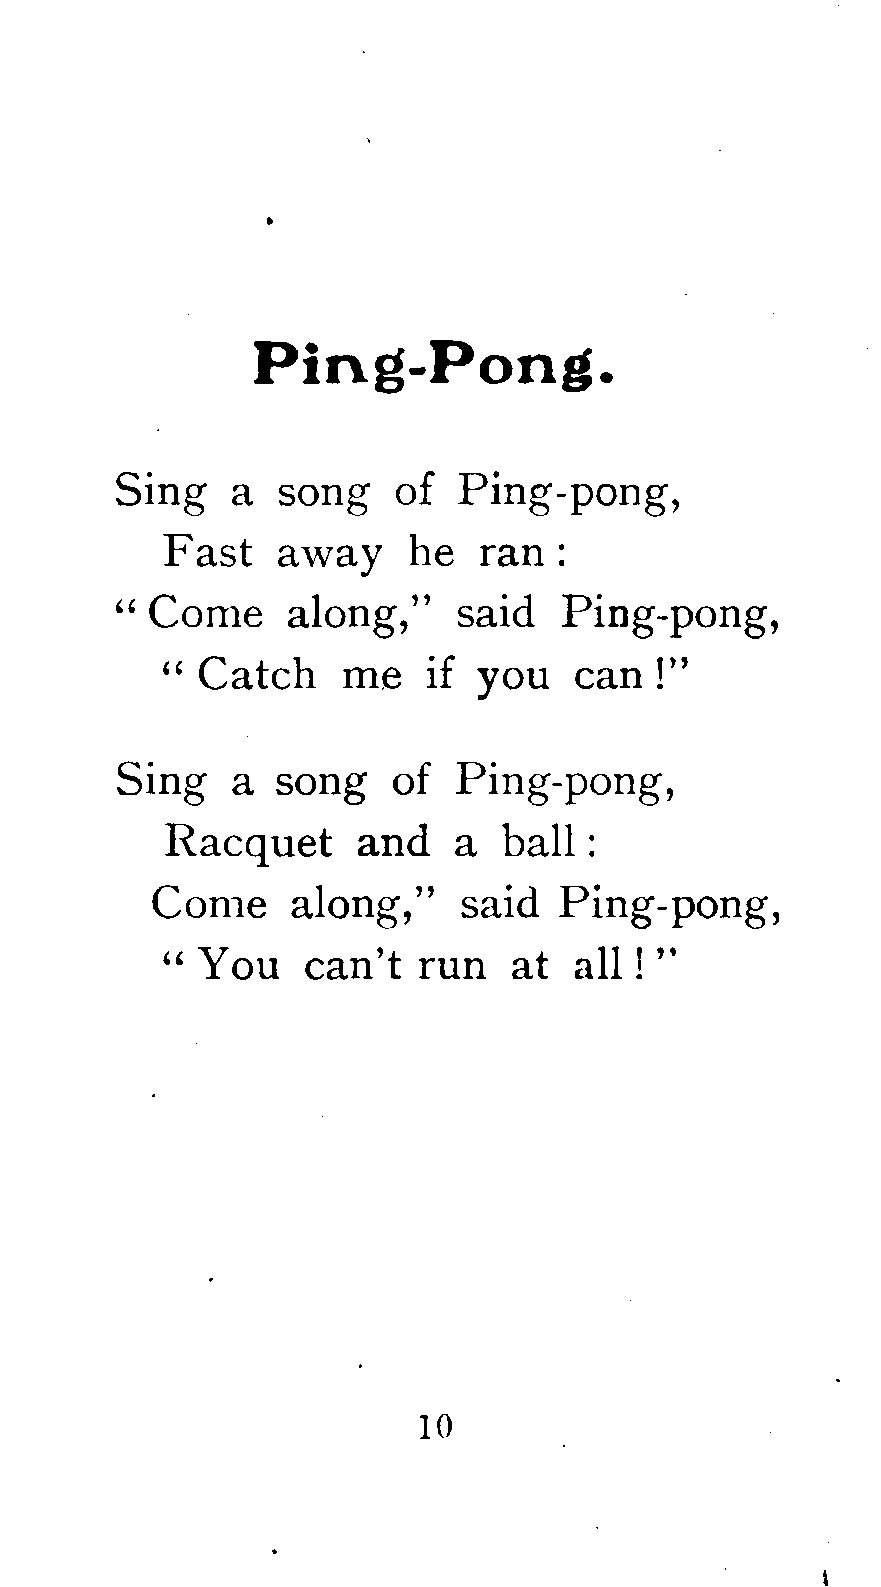 Ping-Pong.
Sing a song of Ping-pong,
Fast away he ran :
“ Come along,” said Ping-pong,
“ Catch me if you can !”
Sing a song of Ping-pong,
Racquet and a ball :
Come along,” said Ping-pong,
“ You can't run at all ! ”
10